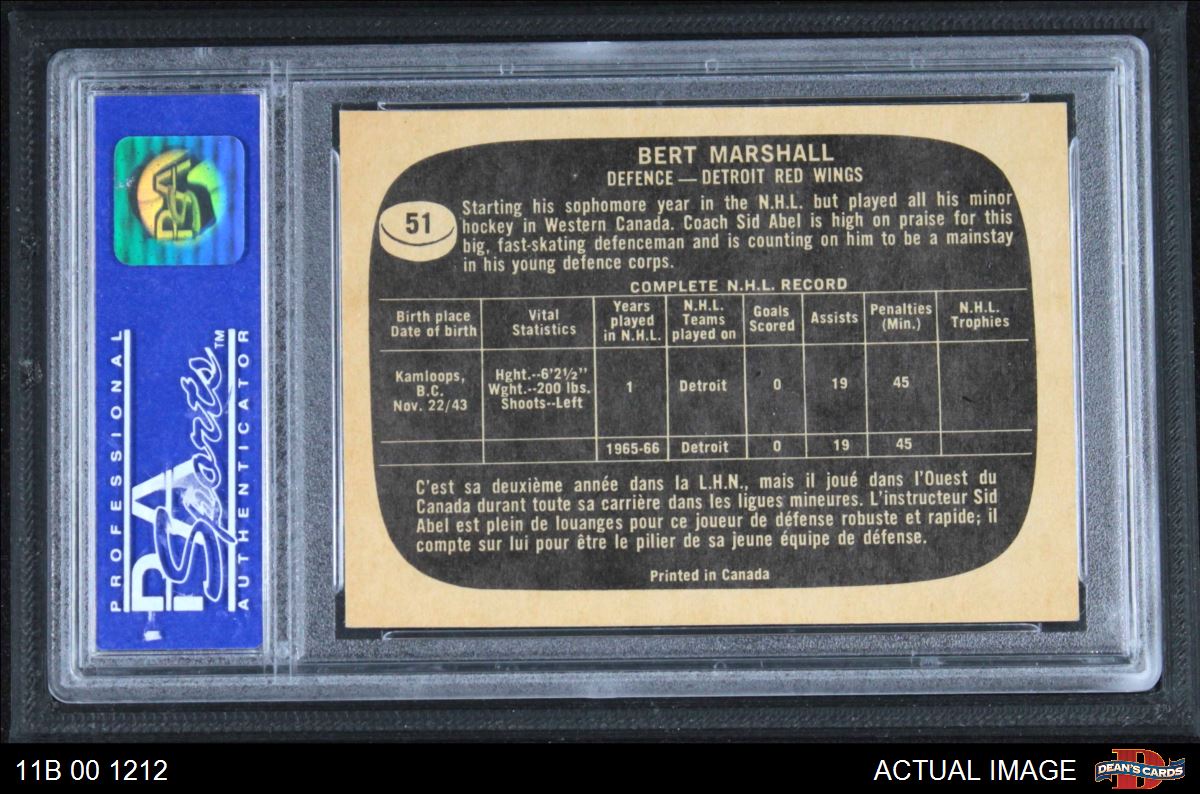 BERT MARSHALL
DEFENCE — DETROIT RED WINGS
51
Starting his sophomore year in the N.H.L. but played all his minor
hockey in Western Canada. Coach Sid Abel is high on praise for this
big, fast-skating defenceman and is counting on him to be a mainstay
in his young defence corps.
COMPLETE N.H.L. RECORD
Birth place
Date of birth
Vital
Statistics
Years
played
in N.H.L.
N.H.L.
Teams
played on
Goals
Scored
Assists
Penalties
(Min.)
N.H.L.
Trophies
Kamloops,
B.C.
Nov. 22/43
Hght.--6'2½"
Wght.--200 lbs.
Shoots--Left
1
Detroit
0
19
45
1965-66
Detroit
0
19
45
C'est sa deuxième année dans la L.H.N., mais il joué dans l'Ouest du
Canada durant toute sa carrière dans les ligues mineures. L'instructeur Sid
Abel est plein de louanges pour ce joueur de défense robuste et rapide; il
compte sur lui pour être le pilier de sa jeune équipe de défense.
Printed in Canada
PSA
PROFESSIONAL
PSA
Sports™
AUTHENTICATOR
11B 00 1212
ACTUAL IMAGE
D
DEAN'S CARDS